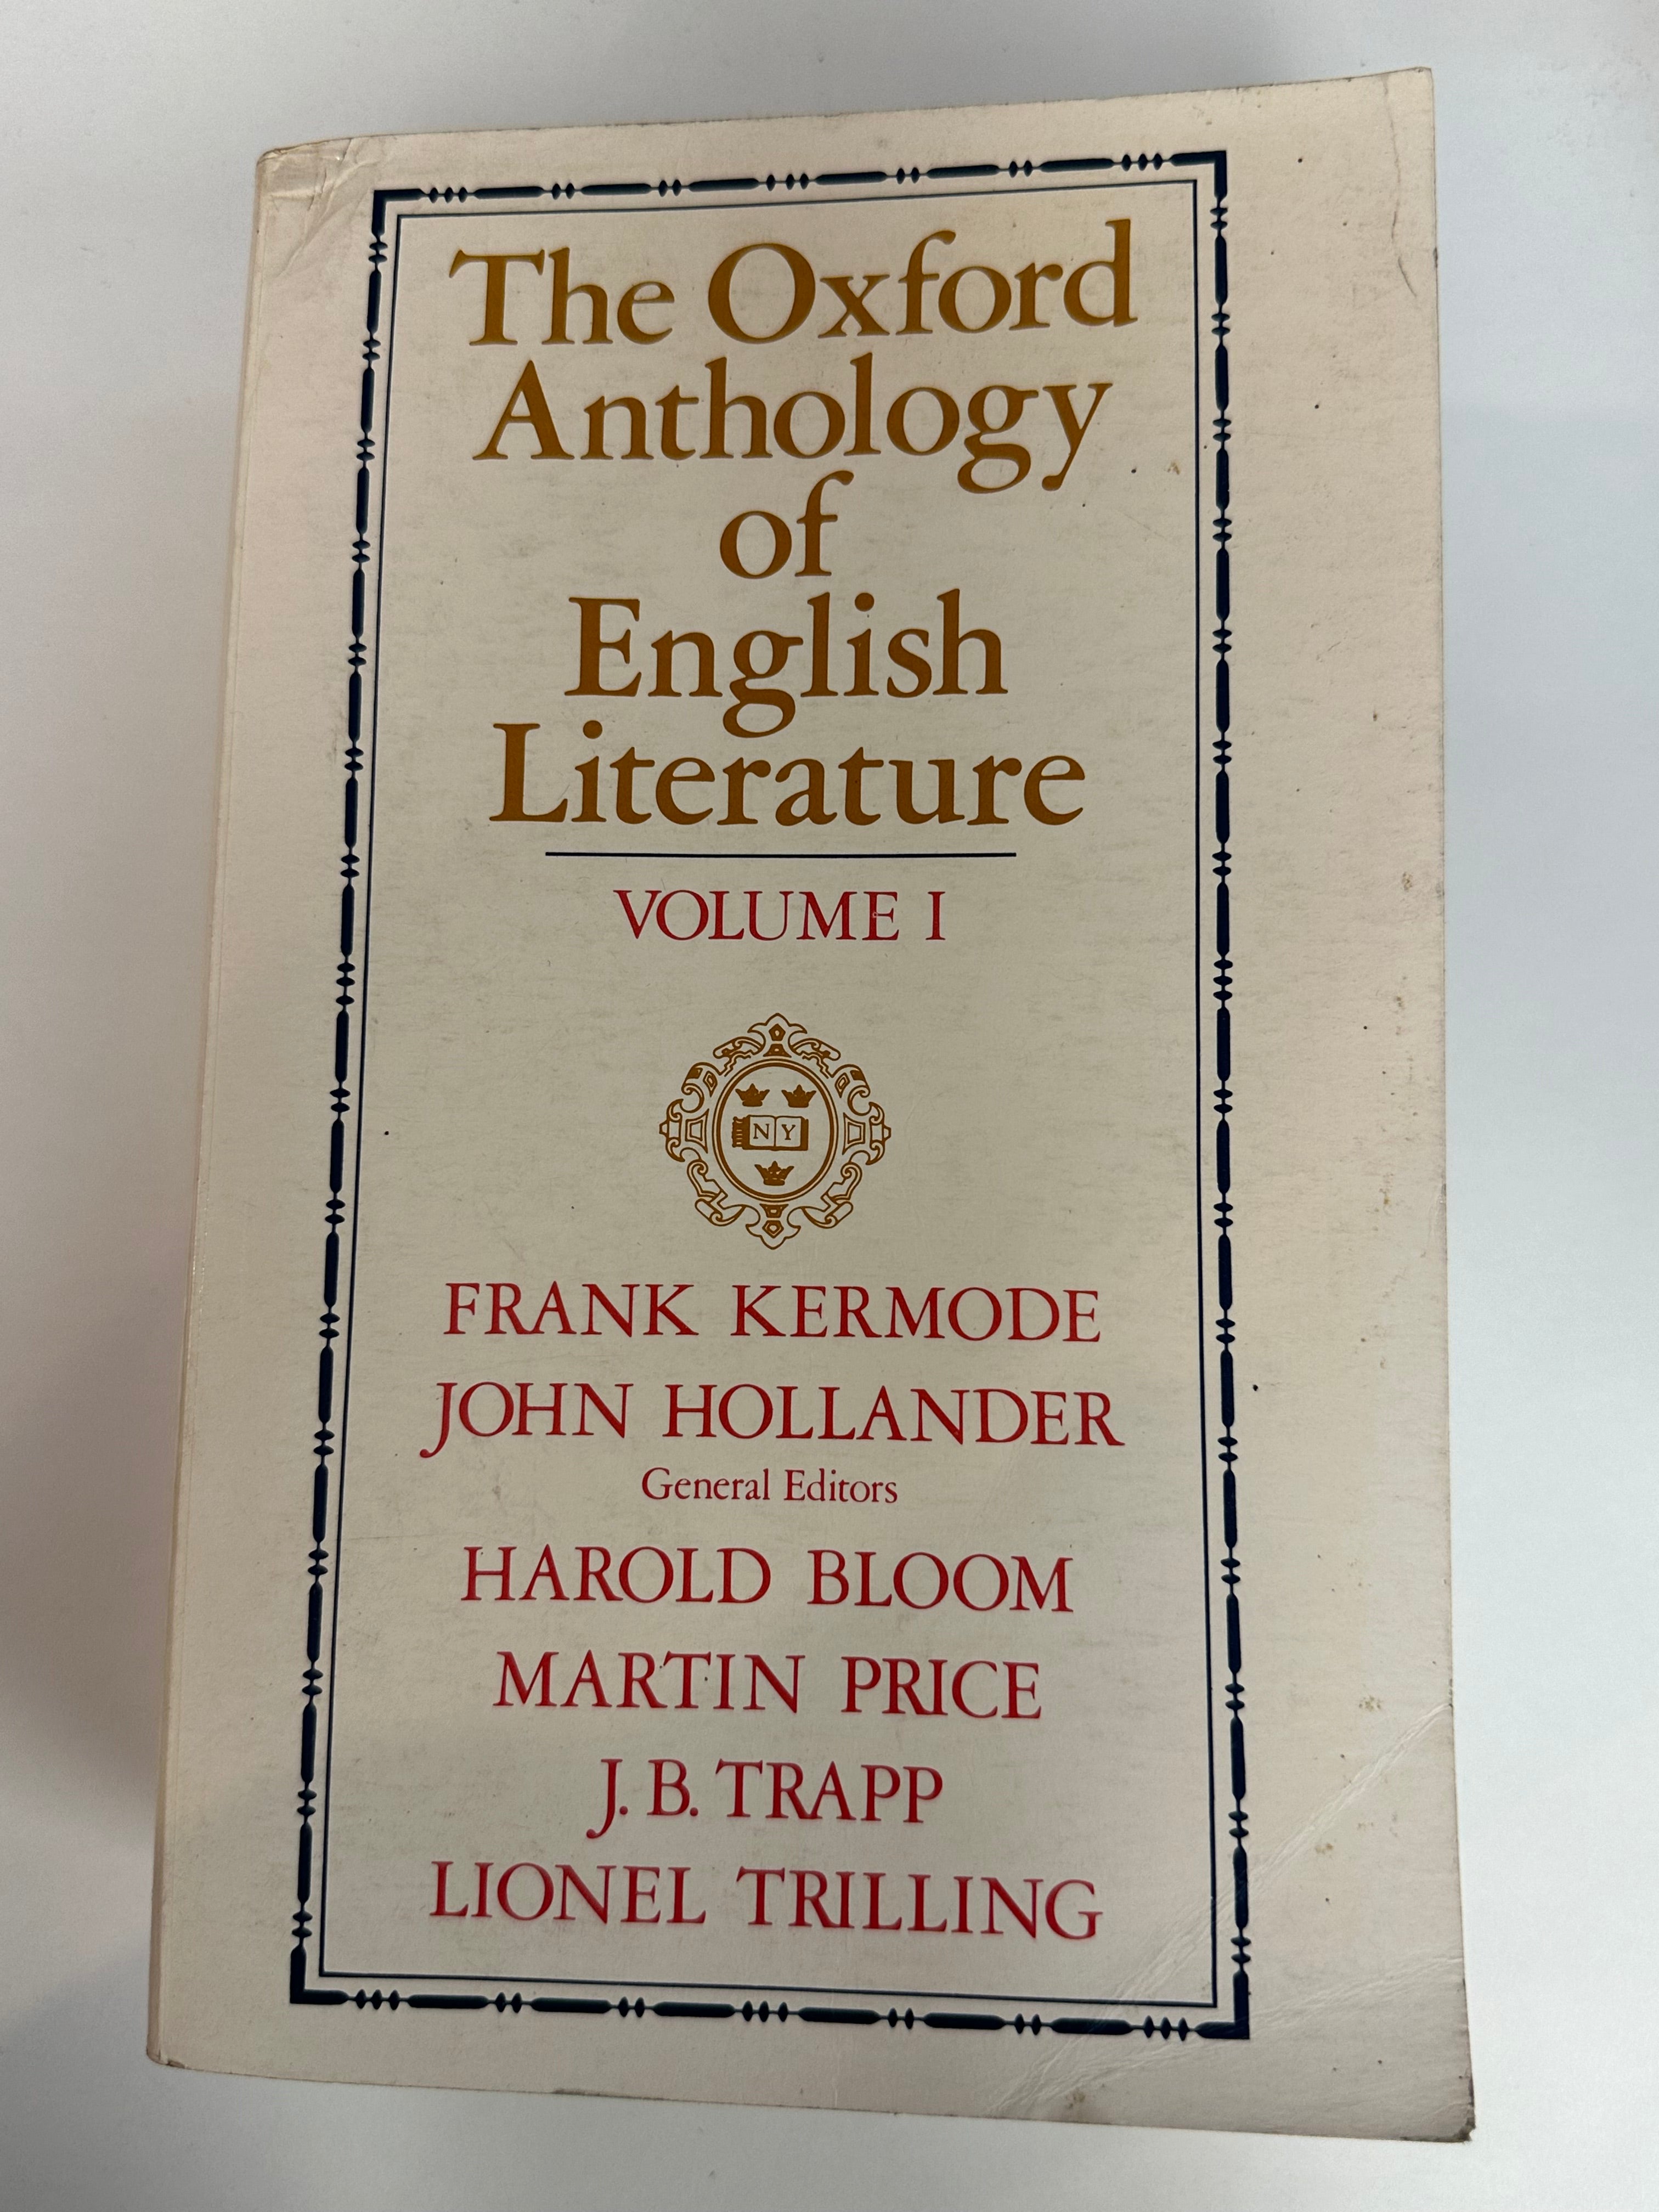 The Oxford
Anthology
of
English
Literature
VOLUME I
N Y
FRANK KERMODE
JOHN HOLLANDER
General Editors
HAROLD BLOOM
MARTIN PRICE
J. B. TRAPP
LIONEL TRILLING